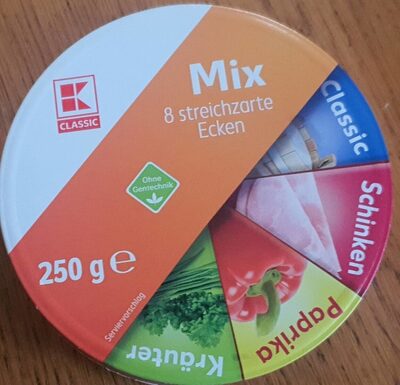 K
CLASSIC
Mix
8 streichzarte
Ecken
Ohne
Gentechnik
250 g e
Serviervorschlag
Classic
Schinken
Paprika
Kräuter